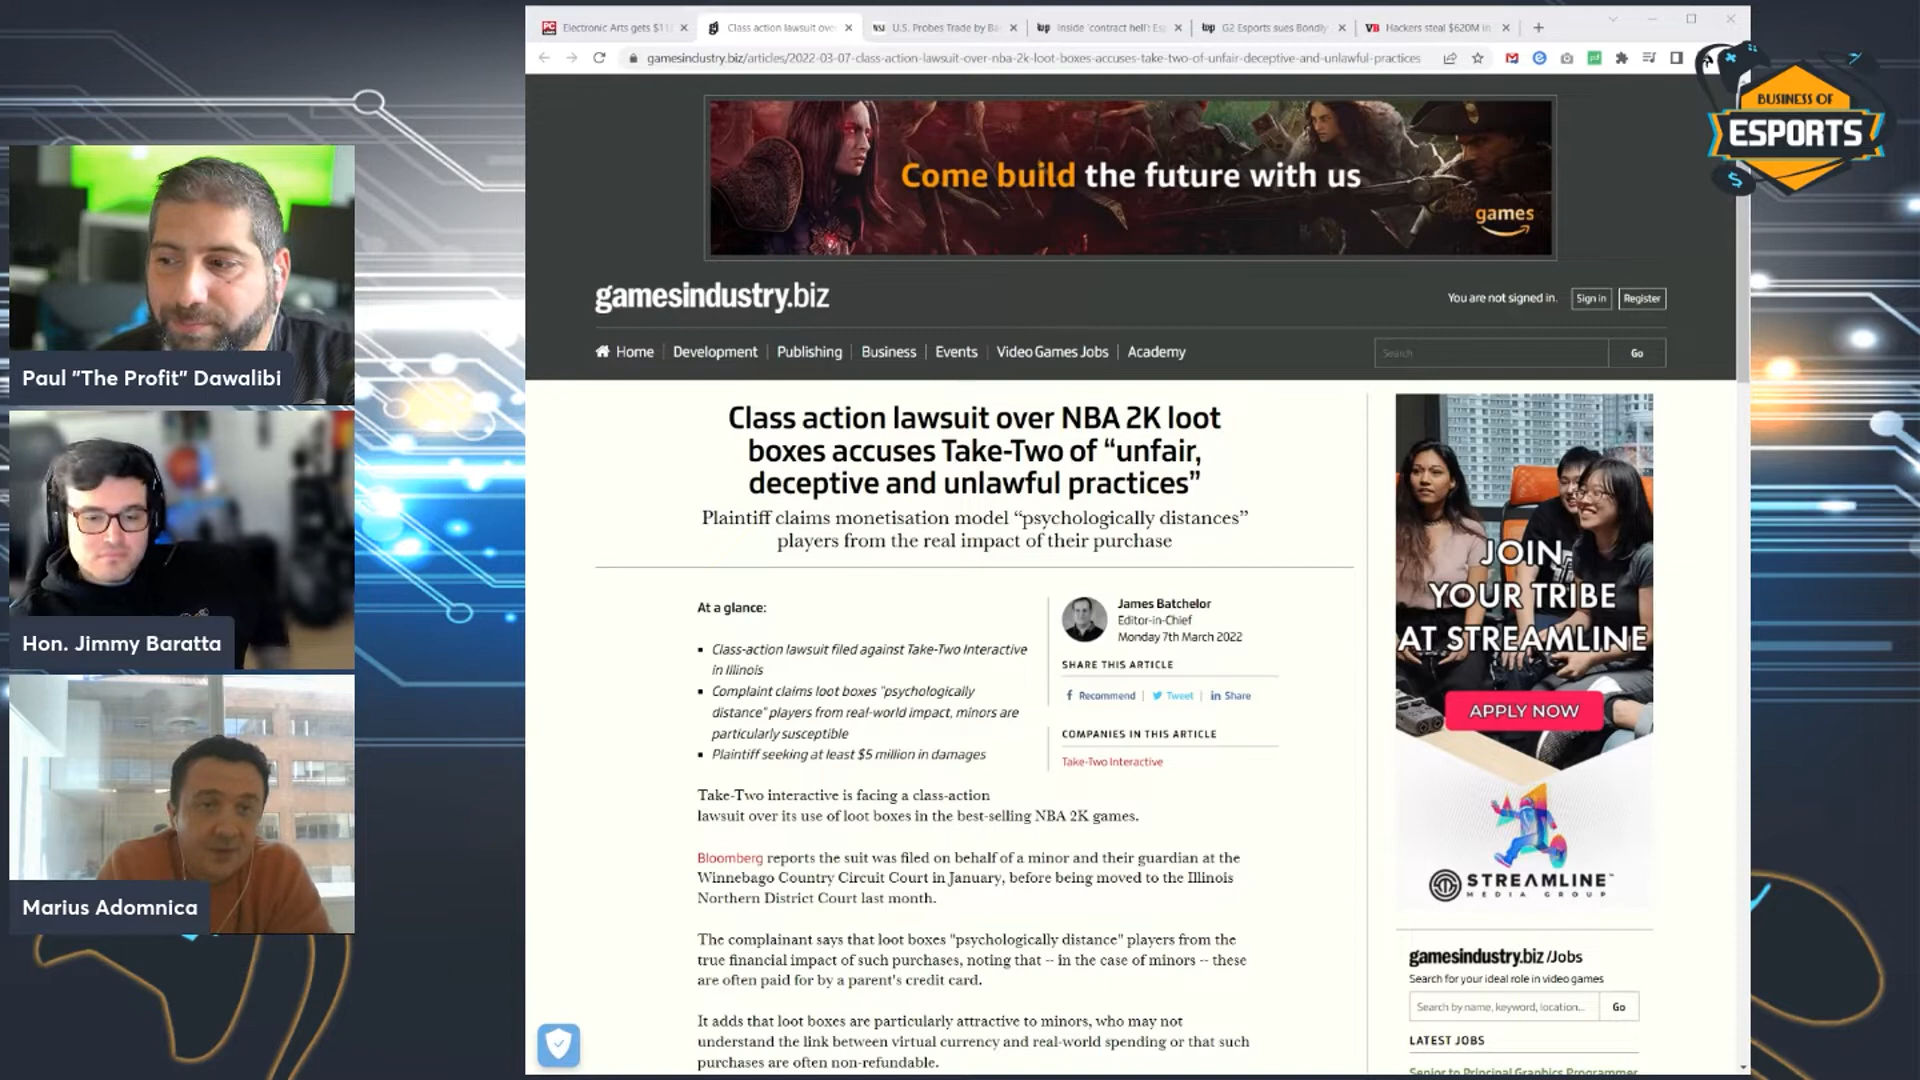 Electronic Arts gets $11
Class action lawsuit ove
U.S. Probes Trade by Ba
Inside 'contract hell': Esp
G2 Esports sues Bondly
Hackers steal $620M in
gamesindustry.biz/articles/2022-03-07-class-action-lawsuit-over-nba-2k-loot-boxes-accuses-take-two-of-unfair-deceptive-and-unlawful-practices
BUSINESS OF
ESPORTS
Come build the future with us
games
gamesindustry.biz
You are not signed in.
Sign in
Register
Home
Development
Publishing
Business
Events
Video Games Jobs
Academy
Search
Go
Class action lawsuit over NBA 2K loot
boxes accuses Take-Two of “unfair,
deceptive and unlawful practices”
Plaintiff claims monetisation model “psychologically distances”
players from the real impact of their purchase
At a glance:
Class-action lawsuit filed against Take-Two Interactive
in Illinois
Complaint claims loot boxes "psychologically
distance" players from real-world impact, minors are
particularly susceptible
Plaintiff seeking at least $5 million in damages
James Batchelor
Editor-in-Chief
Monday 7th March 2022
SHARE THIS ARTICLE
Recommend
Tweet
Share
COMPANIES IN THIS ARTICLE
Take-Two Interactive
Take-Two interactive is facing a class-action
lawsuit over its use of loot boxes in the best-selling NBA 2K games.
Bloomberg reports the suit was filed on behalf of a minor and their guardian at the
Winnebago Country Circuit Court in January, before being moved to the Illinois
Northern District Court last month.
The complainant says that loot boxes "psychologically distance" players from the
true financial impact of such purchases, noting that -- in the case of minors -- these
are often paid for by a parent's credit card.
It adds that loot boxes are particularly attractive to minors, who may not
understand the link between virtual currency and real-world spending or that such
purchases are often non-refundable.
JOIN
YOUR TRIBE
AT STREAMLINE
APPLY NOW
STREAMLINE™
MEDIA GROUP
gamesindustry.biz /Jobs
Search for your ideal role in video games
Search by name, keyword, location...
Go
LATEST JOBS
Senior to Principal Graphics Programmer
Paul "The Profit" Dawalibi
Hon. Jimmy Baratta
Marius Adomnica